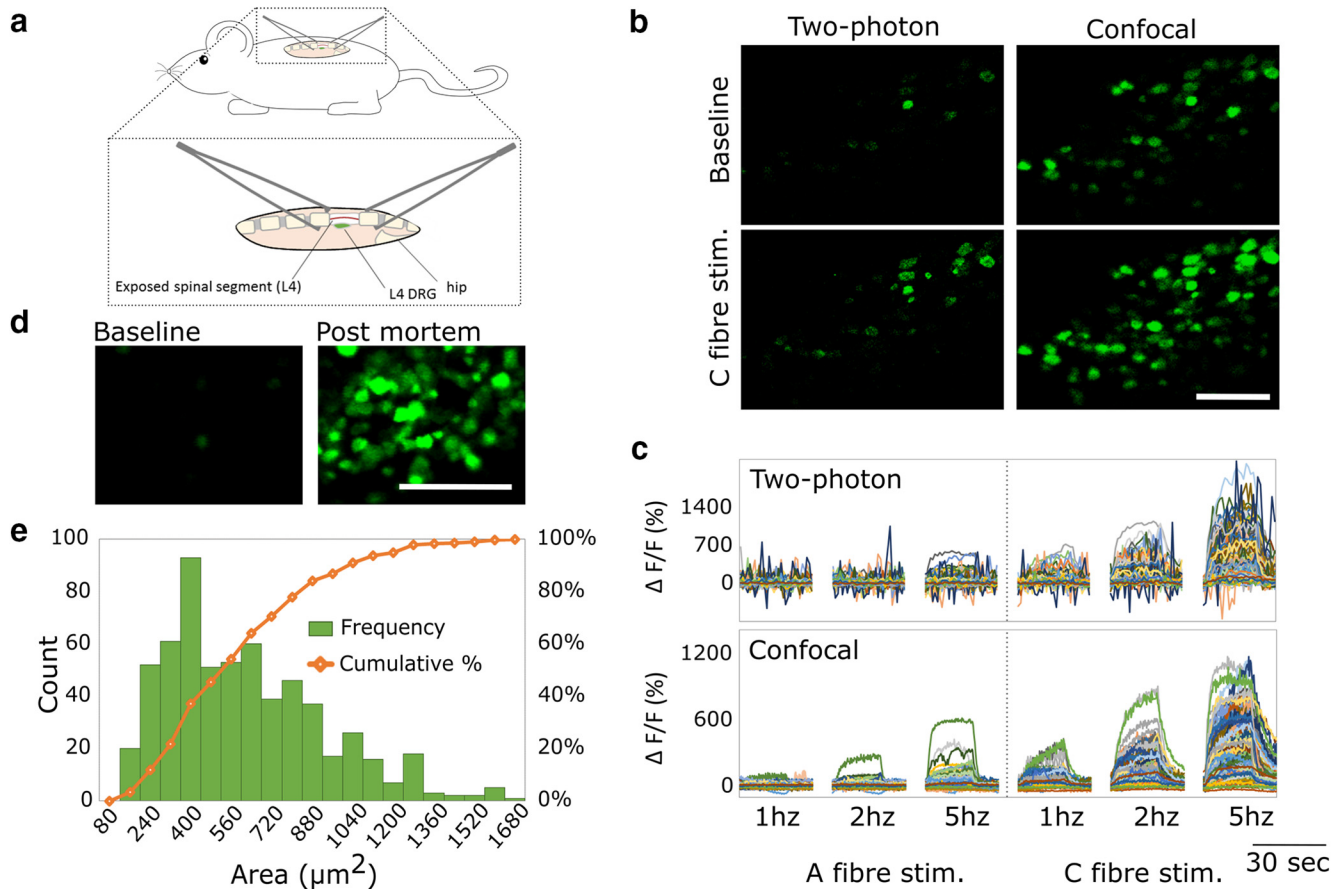 a
Exposed spinal segment (L4)
L4 DRG
hip
b
Two-photon
Confocal
Baseline
C fibre stim.
d
Baseline
Post mortem
c
Two-photon
1400
700
0
Δ F/F (%)
Confocal
1200
600
0
Δ F/F (%)
1hz 2hz 5hz 1hz 2hz 5hz
A fibre stim. C fibre stim.
30 sec
e
100
80
60
40
20
0
Count
Frequency
Cumulative %
100%
80%
60%
40%
20%
0%
80 240 400 560 720 880 1040 1200 1360 1520 1680
Area (µm²)